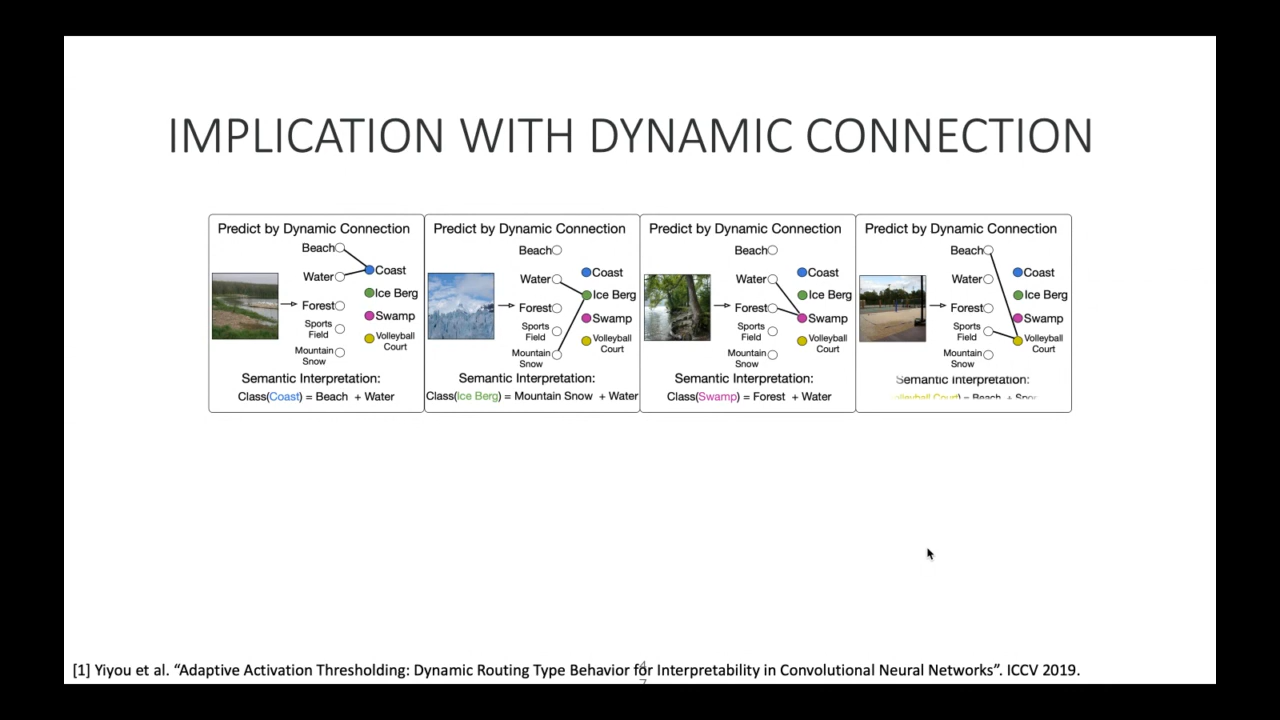 IMPLICATION WITH DYNAMIC CONNECTION
Predict by Dynamic Connection
Beach
Water
Forest
Sports
Field
Mountain
Snow
Coast
Ice Berg
Swamp
Volleyball
Court
Semantic Interpretation:
Class(Coast) = Beach + Water
Predict by Dynamic Connection
Beach
Water
Forest
Sports
Field
Mountain
Snow
Coast
Ice Berg
Swamp
Volleyball
Court
Semantic Interpretation:
Class(Ice Berg) = Mountain Snow + Water
Predict by Dynamic Connection
Beach
Water
Forest
Sports
Field
Mountain
Snow
Coast
Ice Berg
Swamp
Volleyball
Court
Semantic Interpretation:
Class(Swamp) = Forest + Water
Predict by Dynamic Connection
Beach
Water
Forest
Sports
Field
Mountain
Snow
Coast
Ice Berg
Swamp
Volleyball
Court
Semantic Interpretation:
Volleyball Court) = Beach +
[1] Yiyou et al. “Adaptive Activation Thresholding: Dynamic Routing Type Behavior for Interpretability in Convolutional Neural Networks”. ICCV 2019.